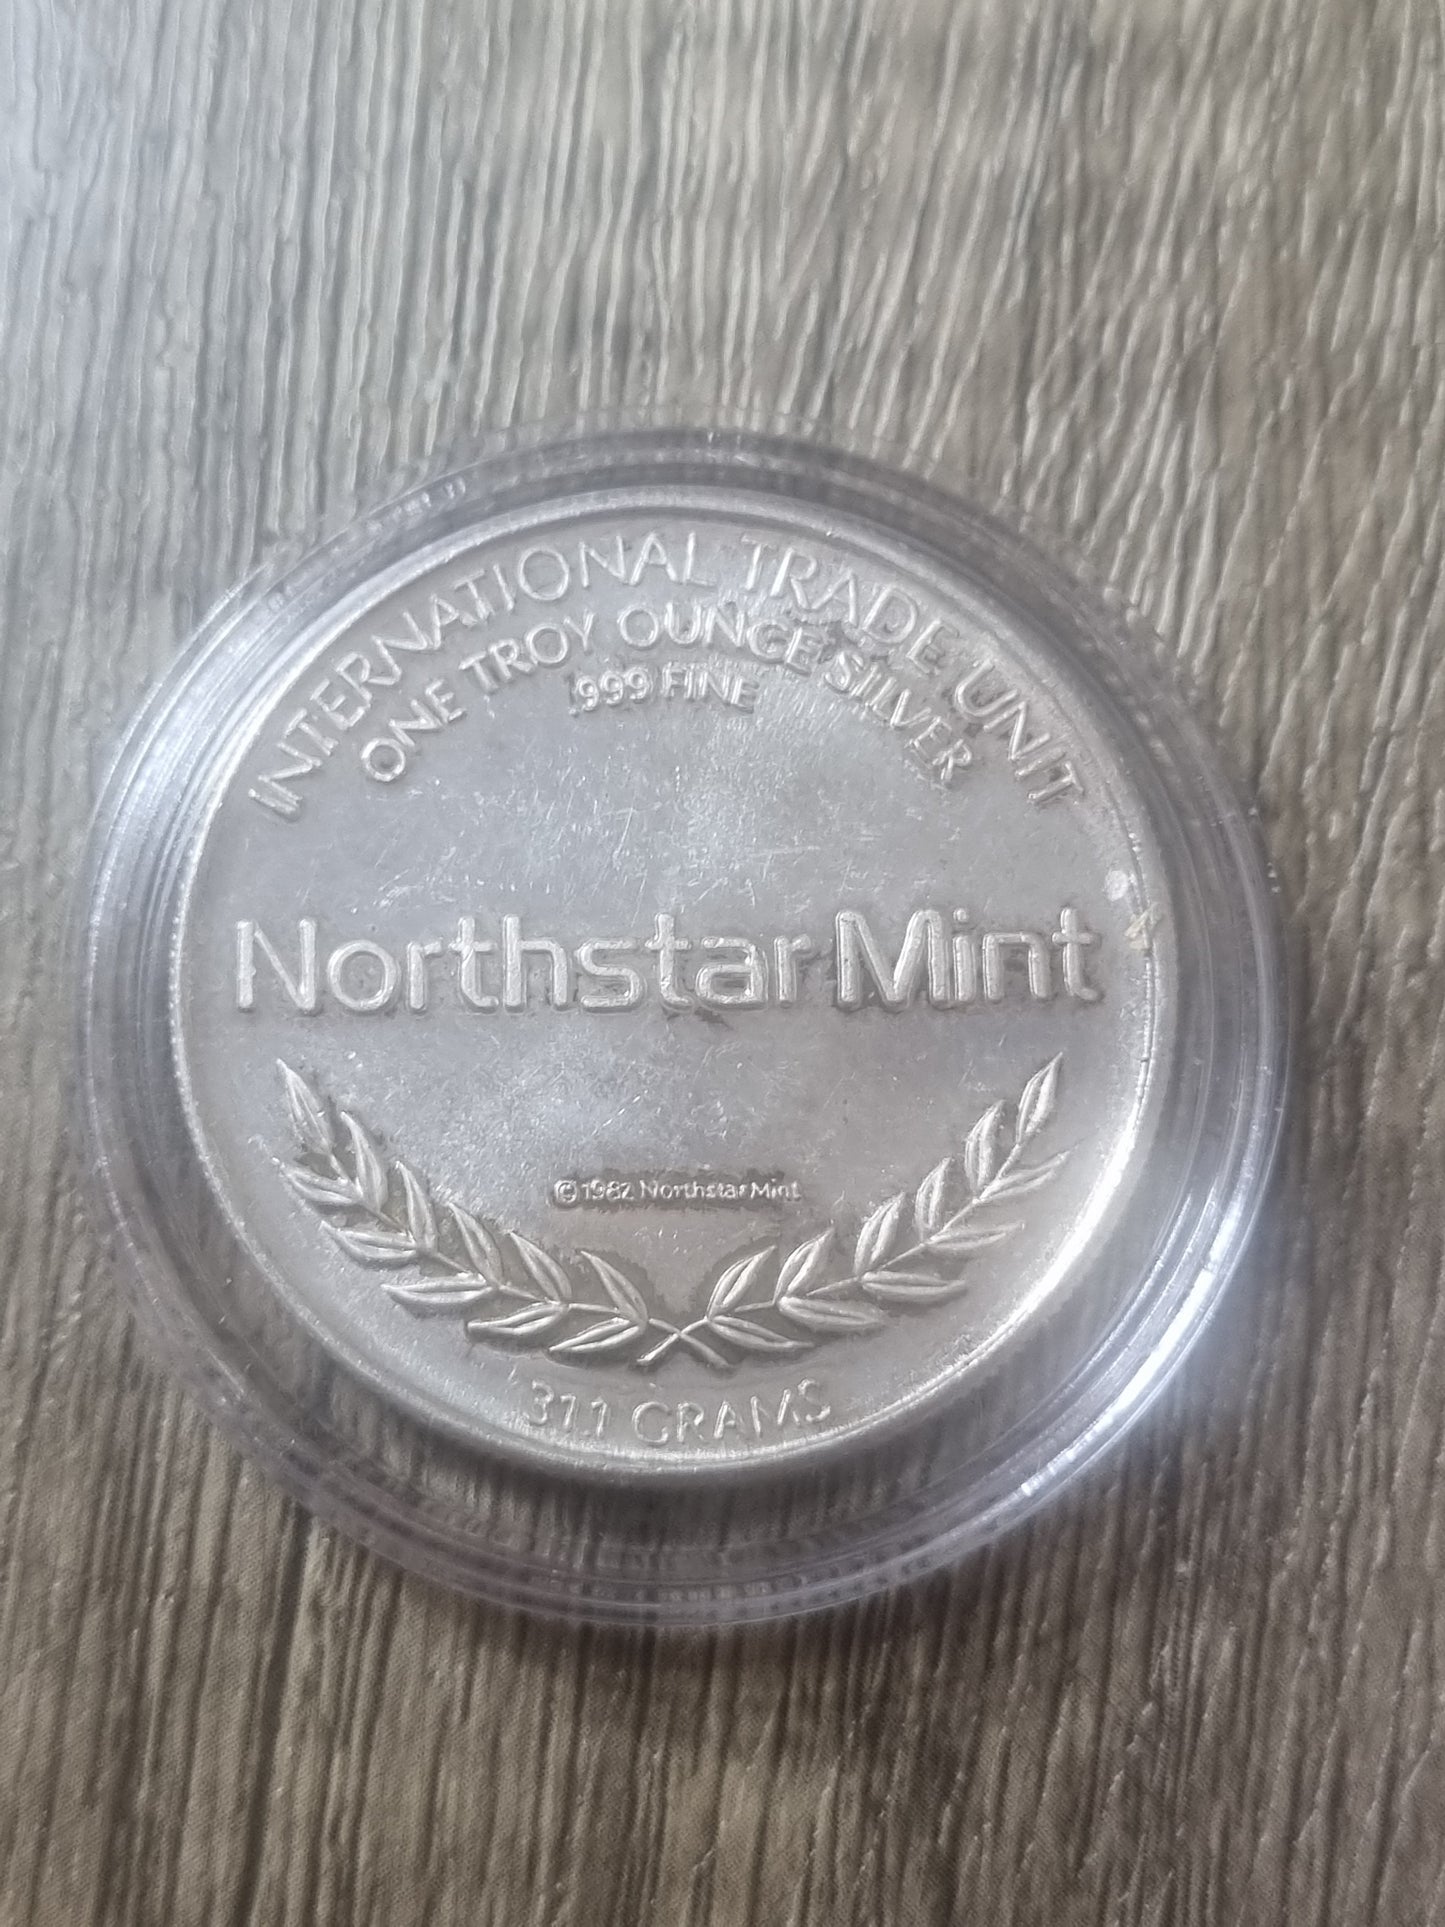 INTERNATIONAL TRADE UNIT
ONE TROY OUNCE SILVER
.999 FINE
Northstar Mint
© 1982 Northstar Mint
31.1 GRAMS